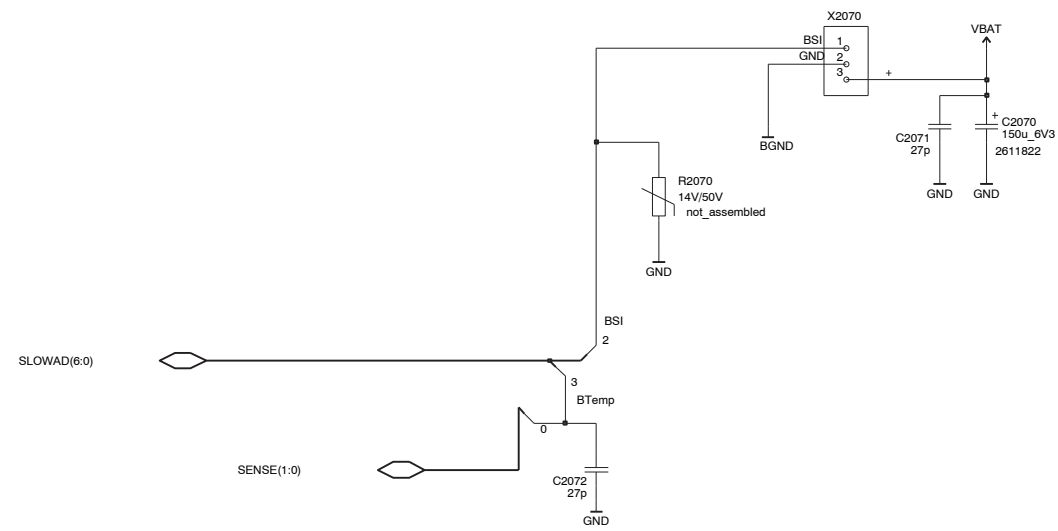 X2070
VBAT
BSI 1
GND 2
3 +
+ C2070
150u_6V3
2611822
C2071
27p
BGND
GND
GND
R2070
14V/50V
not_assembled
GND
BSI
2
SLOWAD(6:0)
3
BTemp
0
SENSE(1:0)
C2072
27p
GND